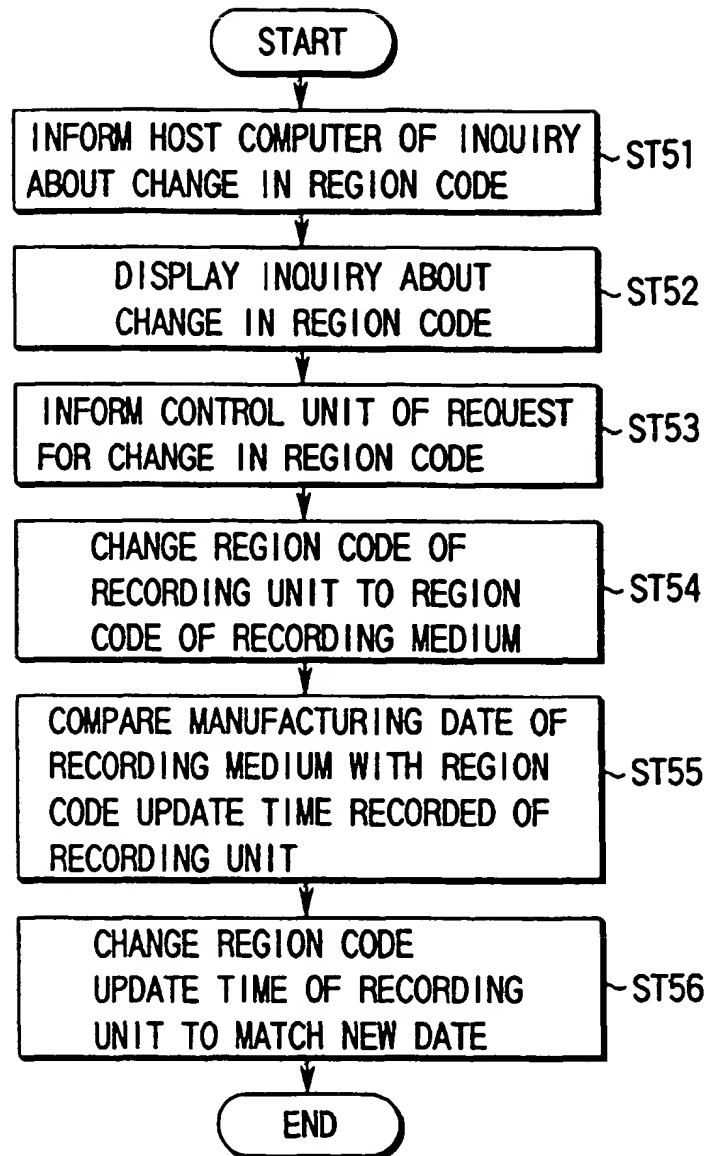 START
INFORM HOST COMPUTER OF INQUIRY
ABOUT CHANGE IN REGION CODE
ST51
DISPLAY INQUIRY ABOUT
CHANGE IN REGION CODE
ST52
INFORM CONTROL UNIT OF REQUEST
FOR CHANGE IN REGION CODE
ST53
CHANGE REGION CODE OF
RECORDING UNIT TO REGION
CODE OF RECORDING MEDIUM
ST54
COMPARE MANUFACTURING DATE OF
RECORDING MEDIUM WITH REGION
CODE UPDATE TIME RECORDED OF
RECORDING UNIT
ST55
CHANGE REGION CODE
UPDATE TIME OF RECORDING
UNIT TO MATCH NEW DATE
ST56
END